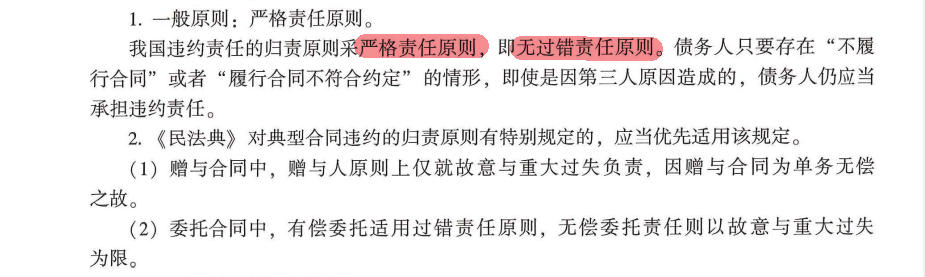 1. 一般原则：严格责任原则。
我国违约责任的归责原则采严格责任原则，即无过错责任原则。债务人只要存在“不履
行合同”或者“履行合同不符合约定”的情形，即使是因第三人原因造成的，债务人仍应当
承担违约责任。
2. 《民法典》对典型合同违约的归责原则有特别规定的，应当优先适用该规定。
（1）赠与合同中，赠与人原则上仅就故意与重大过失负责，因赠与合同为单务无偿
之故。
（2）委托合同中，有偿委托适用过错责任原则，无偿委托责任则以故意与重大过失
为限。